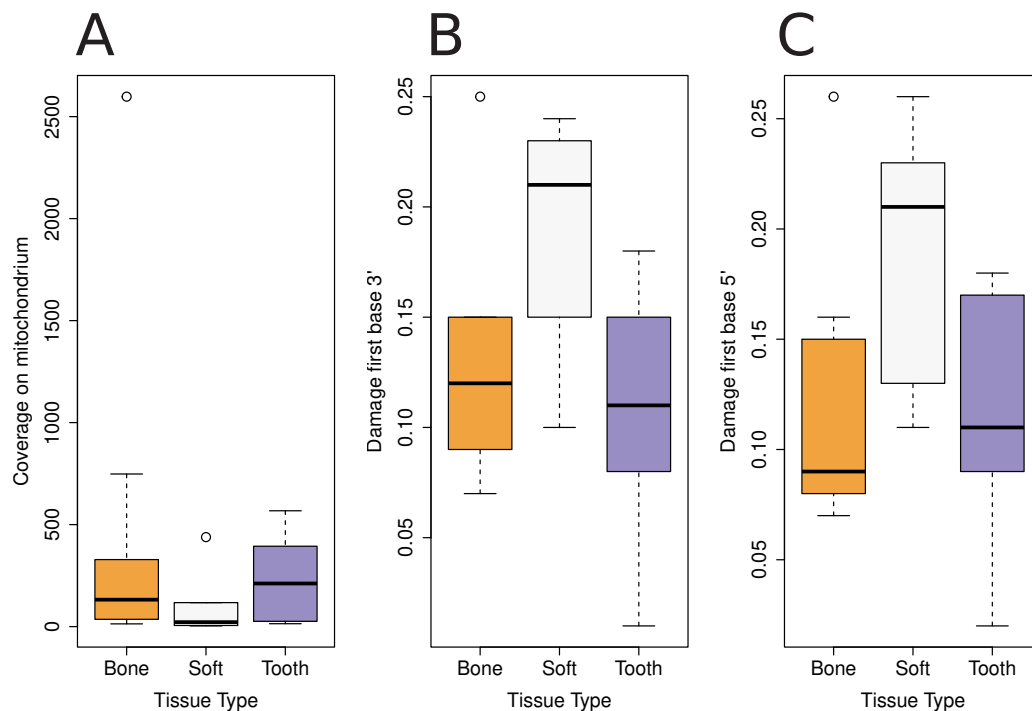 A
B
C
Coverage on mitochondrium
2500
2000
1500
1000
500
0
Bone
Soft
Tooth
Tissue Type
Damage first base 3'
0.25
0.20
0.15
0.10
0.05
Bone
Soft
Tooth
Tissue Type
Damage first base 5'
0.25
0.20
0.15
0.10
0.05
Bone
Soft
Tooth
Tissue Type